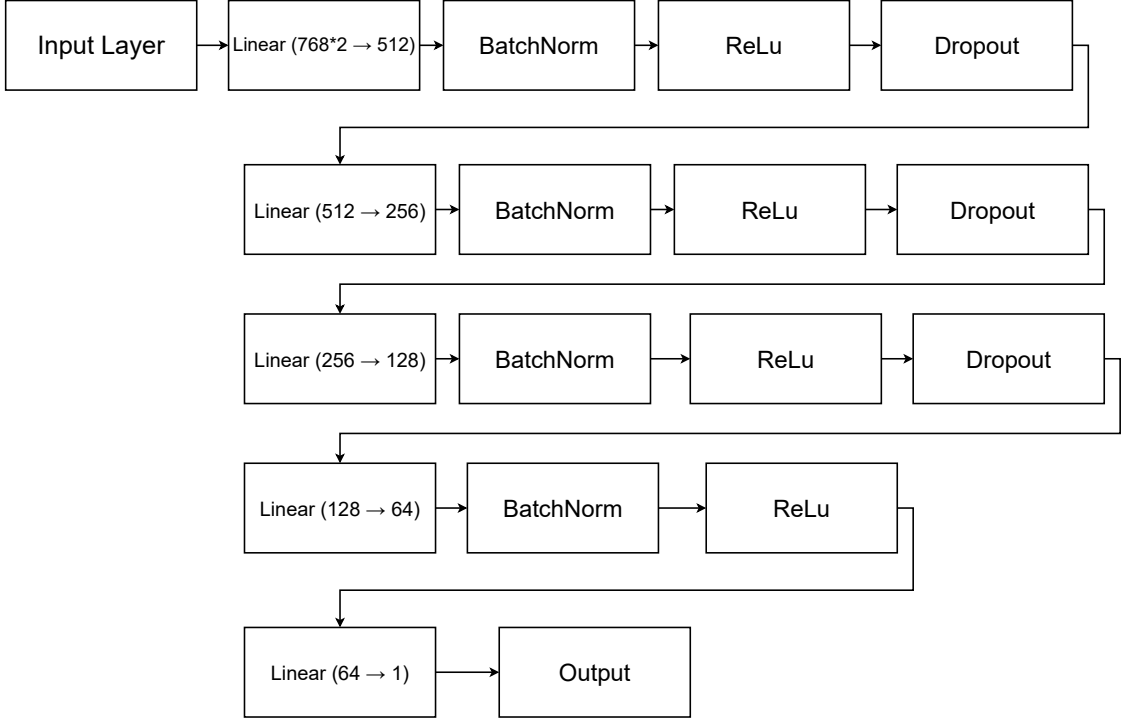 Input Layer
Linear (768*2 → 512)
BatchNorm
ReLu
Dropout
Linear (512 → 256)
BatchNorm
ReLu
Dropout
Linear (256 → 128)
BatchNorm
ReLu
Dropout
Linear (128 → 64)
BatchNorm
ReLu
Linear (64 → 1)
Output